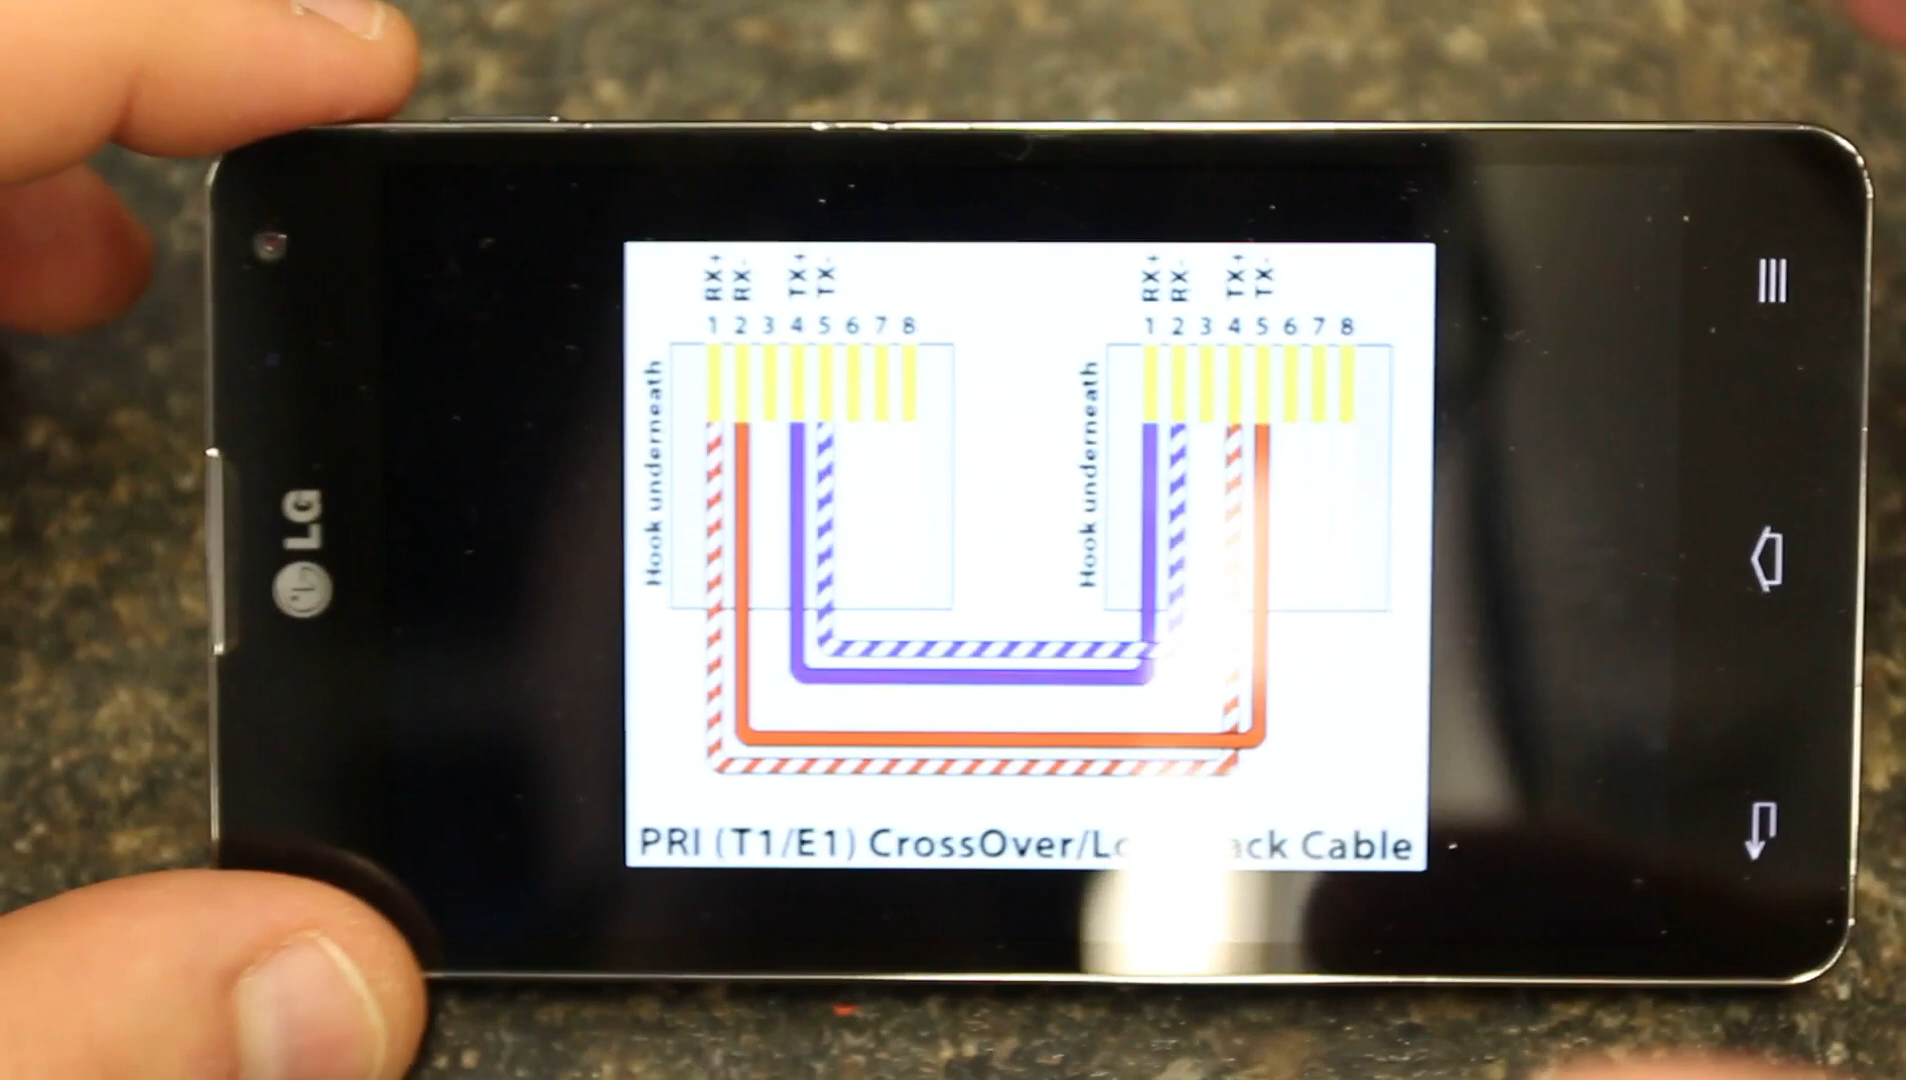 RX+ RX- TX+ TX- RX+ RX- TX+ TX-
1 2 3 4 5 6 7 8 1 2 3 4 5 6 7 8
Hook underneath
Hook underneath
PRI (T1/E1) CrossOver/ Cable
LG